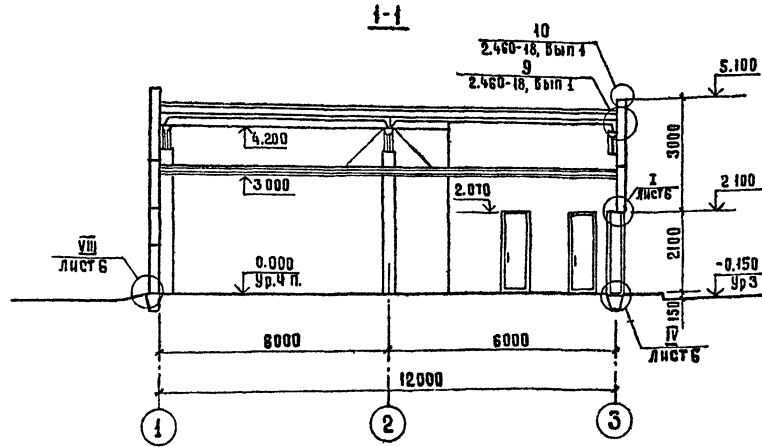 1-1
10
2.460-18, Вып 1
9
2.460-18, Вып 1
5.100
4.200
3000
3 000
2.070
I
Лист 6
2 100
VIII
Лист 6
0.000
Ур.Ч П.
2100
-0.150
Ур З
150
IV
Лист 6
6000
6000
12000
1
2
3